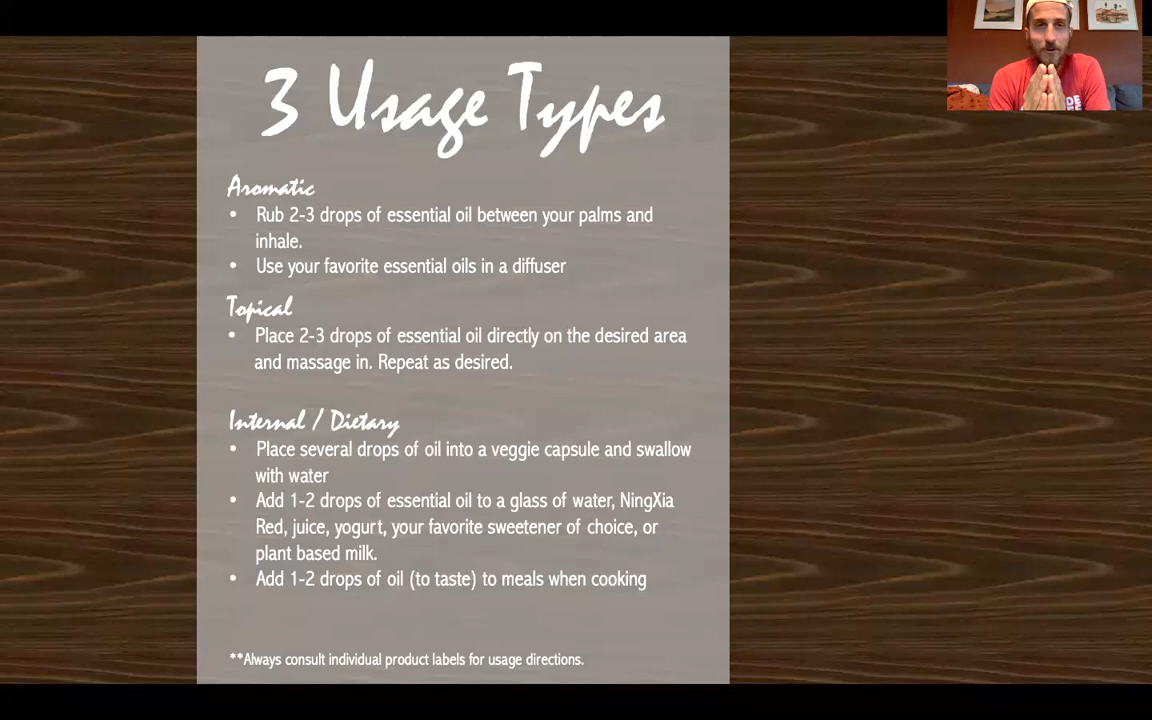 3 Usage Types
Aromatic
• Rub 2-3 drops of essential oil between your palms and
inhale.
• Use your favorite essential oils in a diffuser
Topical
• Place 2-3 drops of essential oil directly on the desired area
and massage in. Repeat as desired.
Internal / Dietary
• Place several drops of oil into a veggie capsule and swallow
with water
• Add 1-2 drops of essential oil to a glass of water, NingXia
Red, juice, yogurt, your favorite sweetener of choice, or
plant based milk.
• Add 1-2 drops of oil (to taste) to meals when cooking
**Always consult individual product labels for usage directions.